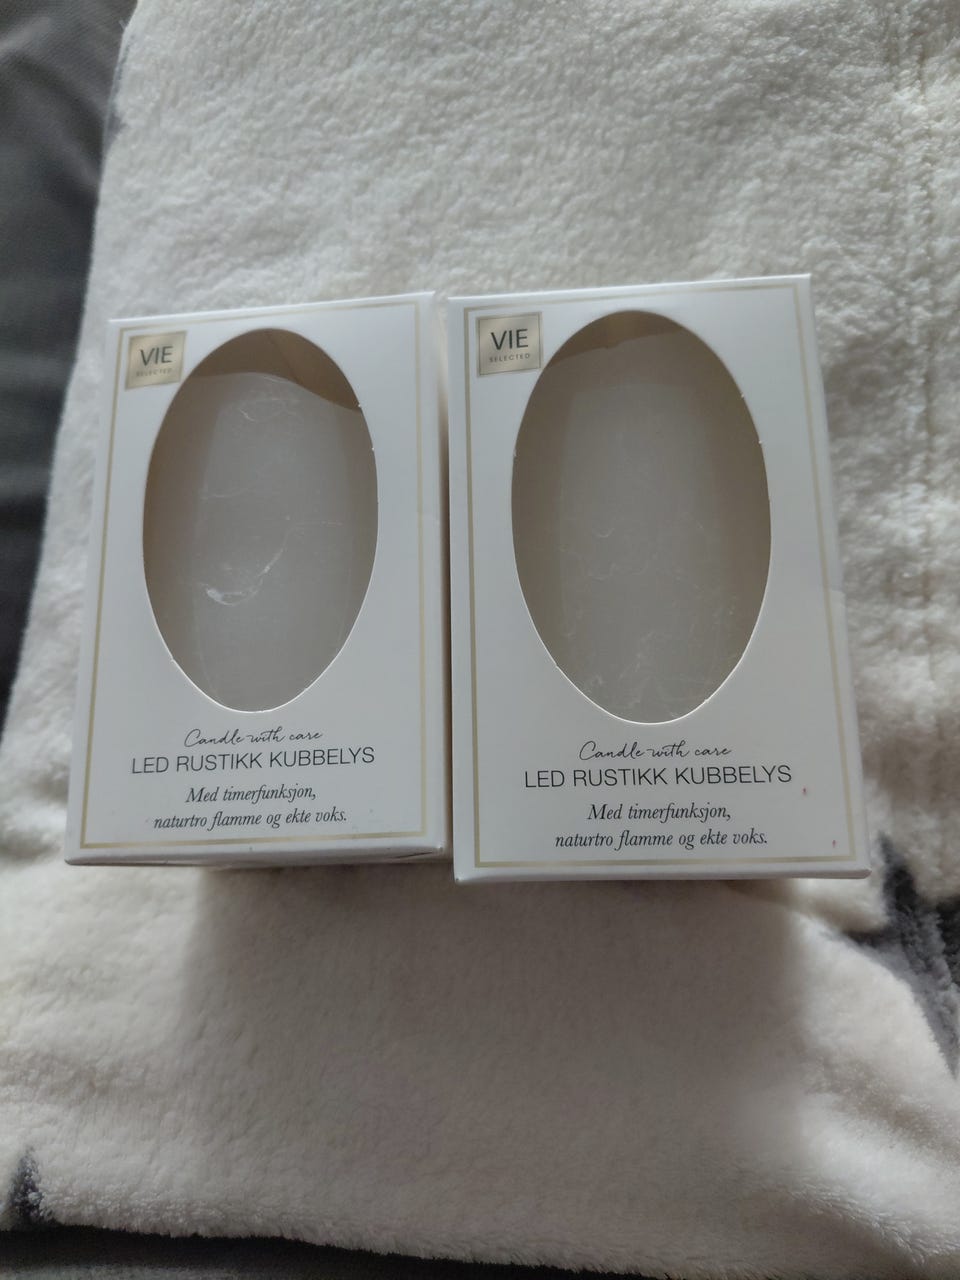 VIE
SELECTED
Candle with care
LED RUSTIKK KUBBELYS
Med timerfunksjon,
naturtro flamme og ekte voks.
VIE
SELECTED
Candle with care
LED RUSTIKK KUBBELYS
Med timerfunksjon,
naturtro flamme og ekte voks.